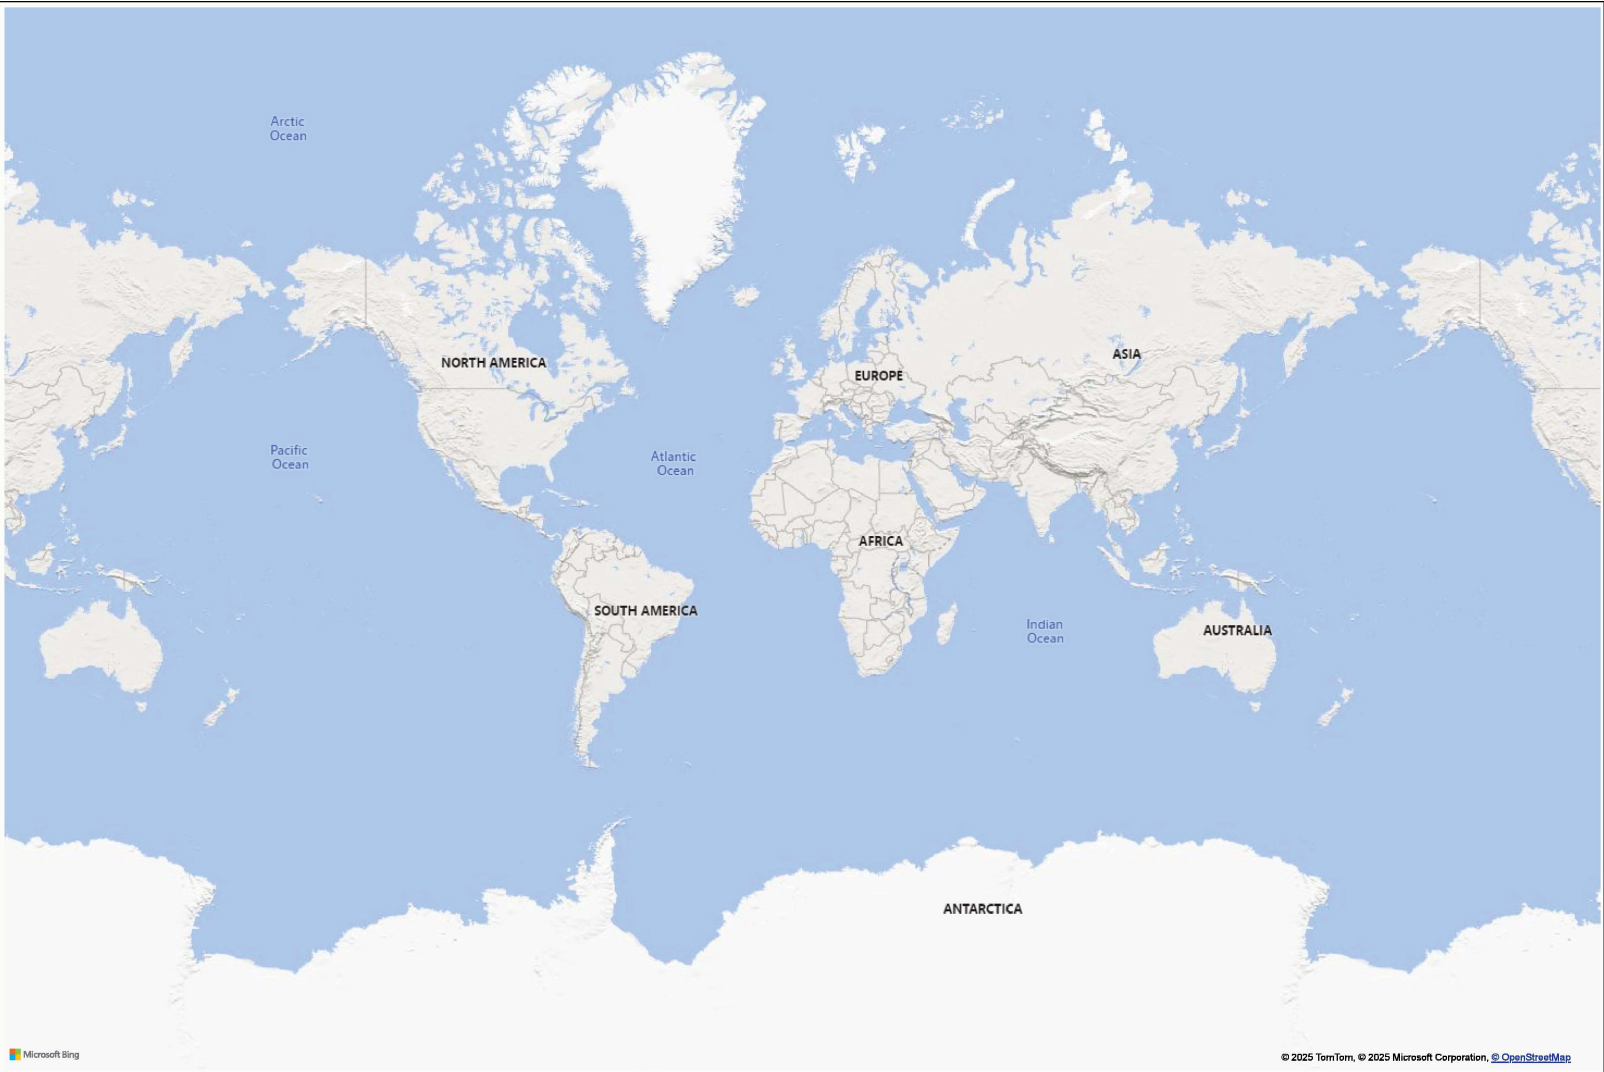 Arctic
Ocean
NORTH AMERICA
ASIA
EUROPE
Pacific
Ocean
Atlantic
Ocean
AFRICA
SOUTH AMERICA
Indian
Ocean
AUSTRALIA
ANTARCTICA
Microsoft Bing
© 2025 TomTom, © 2025 Microsoft Corporation, © OpenStreetMap